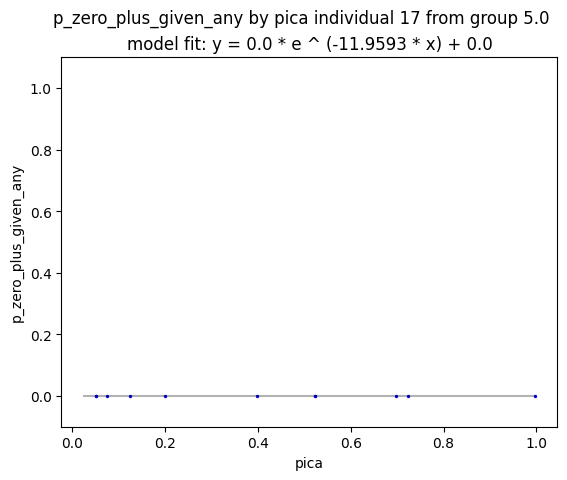 p_zero_plus_given_any by pica individual 17 from group 5.0
model fit: y = 0.0 * e ^ (-11.9593 * x) + 0.0
1.0
0.8
0.6
0.4
0.2
0.0
p_zero_plus_given_any
0.0 0.2 0.4 0.6 0.8 1.0
pica